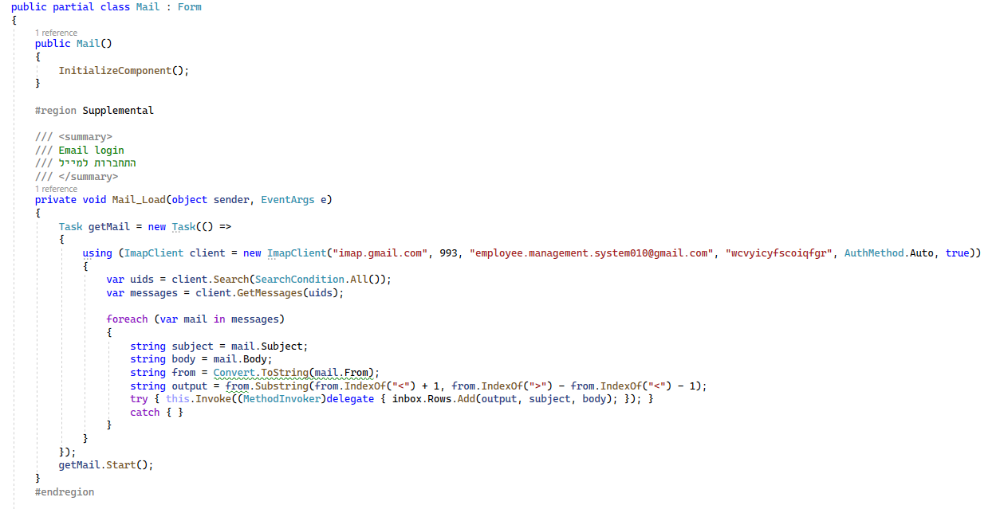 public partial class Mail : Form
{
1 reference
public Mail()
{
InitializeComponent();
}
#region Supplemental
/// <summary>
/// Email login
/// התחברות למייל
/// </summary>
1 reference
private void Mail_Load(object sender, EventArgs e)
{
Task getMail = new Task(() =>
{
using (ImapClient client = new ImapClient("imap.gmail.com", 993, "employee.management.system010@gmail.com", "wcvyicyfscoiqfgr", AuthMethod.Auto, true))
{
var uids = client.Search(SearchCondition.All());
var messages = client.GetMessages(uids);
foreach (var mail in messages)
{
string subject = mail.Subject;
string body = mail.Body;
string from = Convert.ToString(mail.From);
string output = from.Substring(from.IndexOf("<") + 1, from.IndexOf(">") - from.IndexOf("<") - 1);
try { this.Invoke((MethodInvoker)delegate { inbox.Rows.Add(output, subject, body); }); }
catch { }
}
}
});
getMail.Start();
}
#endregion